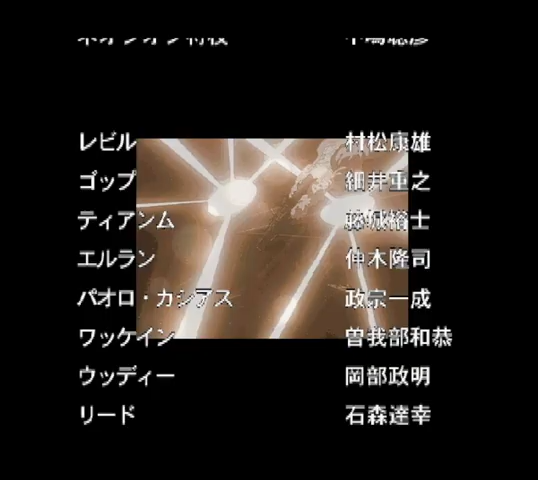 レビル 村松康雄
ゴップ 細井重之
ティアンム 藤城裕士
エルラン 仲木隆司
パオロ・カシアス 政宗一成
ワッケイン 曽我部和恭
ウッディー 岡部政明
リード 石森達幸